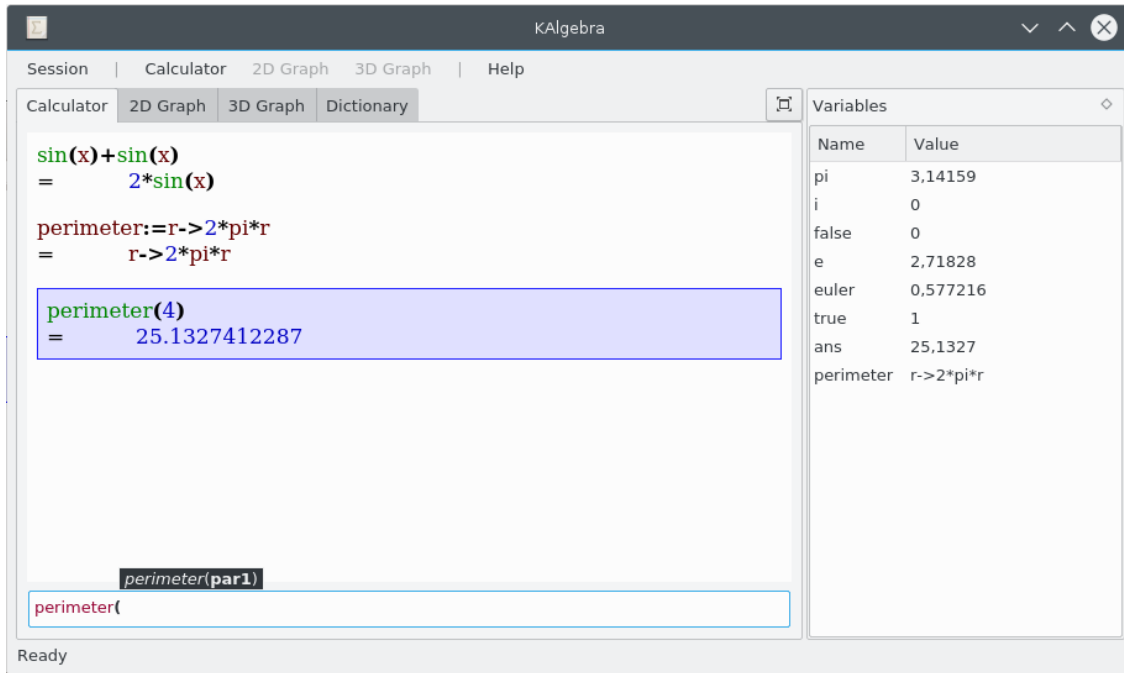 KAlgebra
Session | Calculator 2D Graph 3D Graph | Help
Calculator 2D Graph 3D Graph Dictionary
sin(x)+sin(x)
= 2*sin(x)
perimeter:=r->2*pi*r
= r->2*pi*r
perimeter(4)
= 25.1327412287
perimeter(par1)
perimeter(
Variables
Name Value
pi 3,14159
i 0
false 0
e 2,71828
euler 0,577216
true 1
ans 25,1327
perimeter r->2*pi*r
Ready